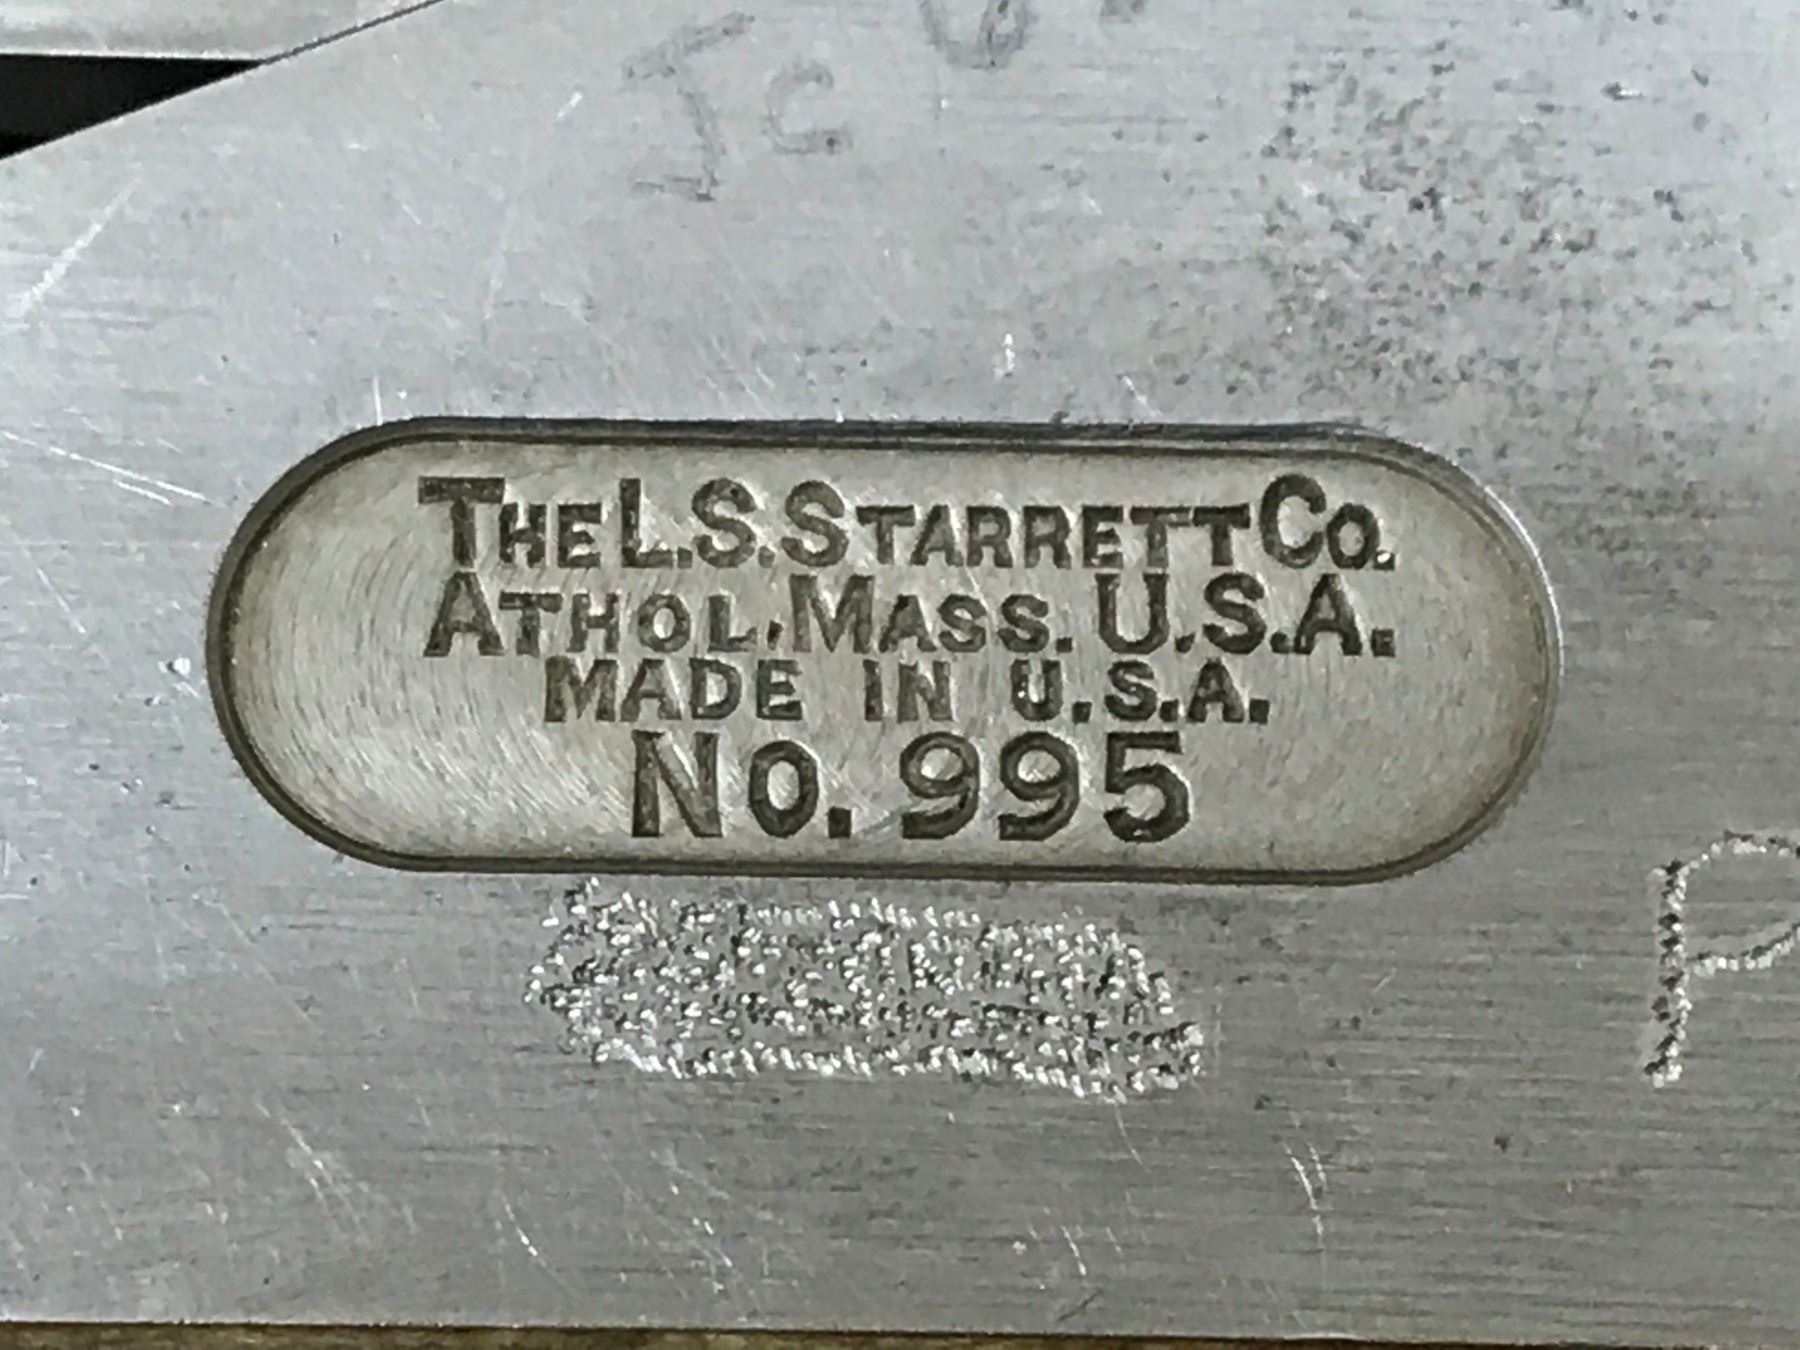 THE L.S. STARRETT CO.
ATHOL, MASS. U.S.A.
MADE IN U.S.A.
NO. 995
P